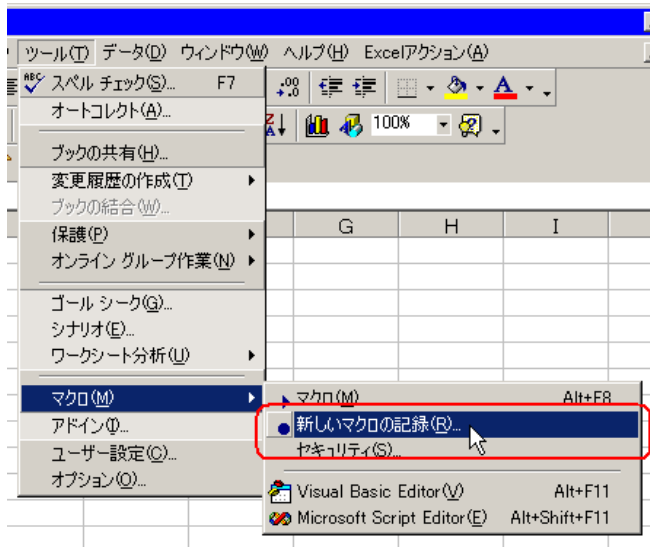 ツール(T) データ(D) ウィンドウ(W) ヘルプ(H) Excelアクション(A)
ABC スペル チェック(S)... F7
オートコレクト(A)...
100%
ブックの共有(H)...
変更履歴の作成(T)
ブックの結合(W)...
保護(P)
オンライン グループ作業(N)
G H I
ゴール シーク(G)...
シナリオ(E)...
ワークシート分析(U)
マクロ(M)
アドイン(I)...
ユーザー設定(C)...
オプション(O)...
マクロ(M) Alt+F8
新しいマクロの記録(R)...
セキュリティ(S)...
Visual Basic Editor(V) Alt+F11
Microsoft Script Editor(E) Alt+Shift+F11